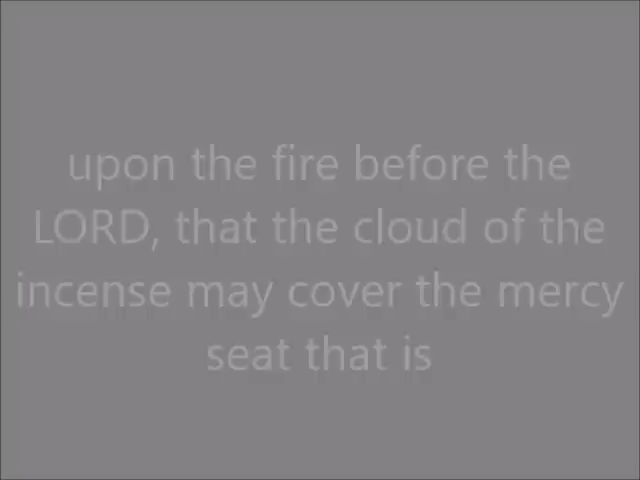 upon the fire before the
LORD, that the cloud of the
incense may cover the mercy
seat that is